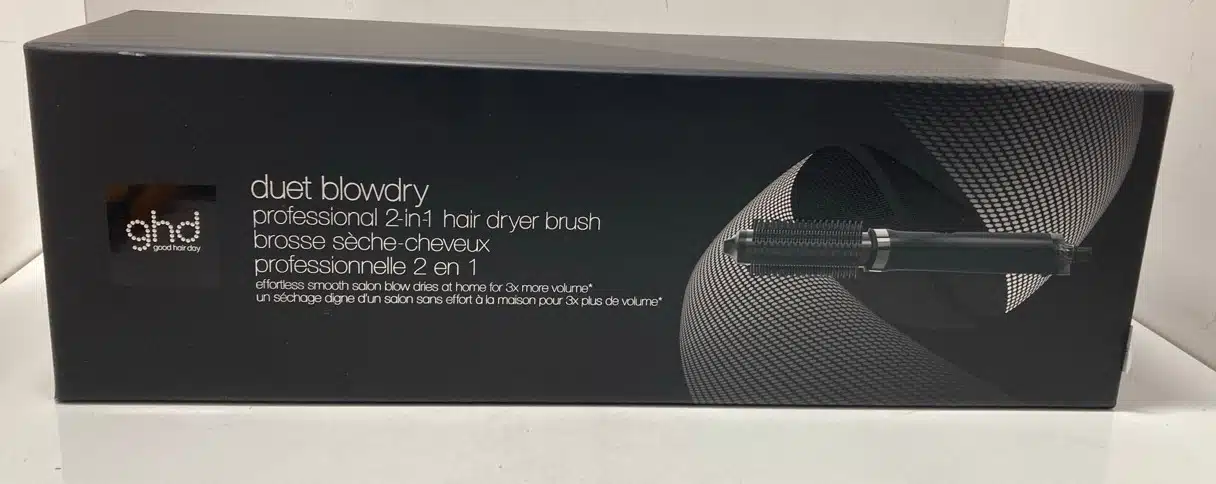 ghd
good hair day
duet blowdry
professional 2-in-1 hair dryer brush
brosse sèche-cheveux
professionnelle 2 en 1
effortless smooth salon blow dries at home for 3x more volume*
un séchage digne d'un salon sans effort à la maison pour 3x plus de volume*